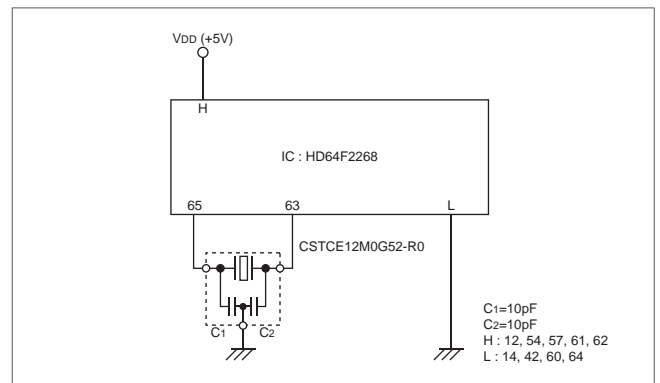 VDD (+5V)
H
IC : HD64F2268
65 63 L
CSTCE12M0G52-R0
C1 C2
C1=10pF
C2=10pF
H : 12, 54, 57, 61, 62
L : 14, 42, 60, 64